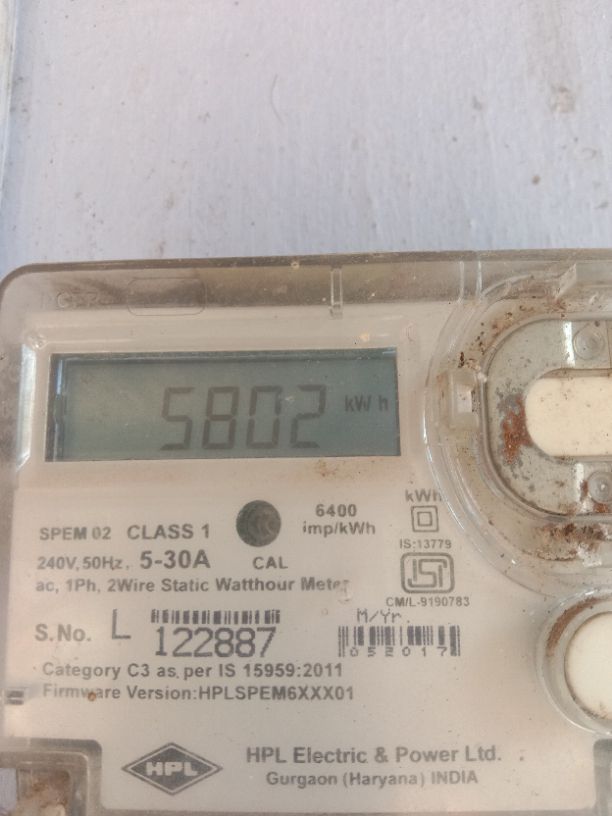 5802 kWh
SPEM 02 CLASS 1
6400 imp/kWh
kWh
240V, 50Hz, 5-30A
CAL
IS:13779
ac, 1Ph, 2Wire Static Watthour Meter
ISI
CM/L-9190783
S.No. L 122887
M/Yr.
052017
Category C3 as per IS 15959:2011
Firmware Version:HPLSPEM6XXX01
HPL
HPL Electric & Power Ltd.
Gurgaon (Haryana) INDIA